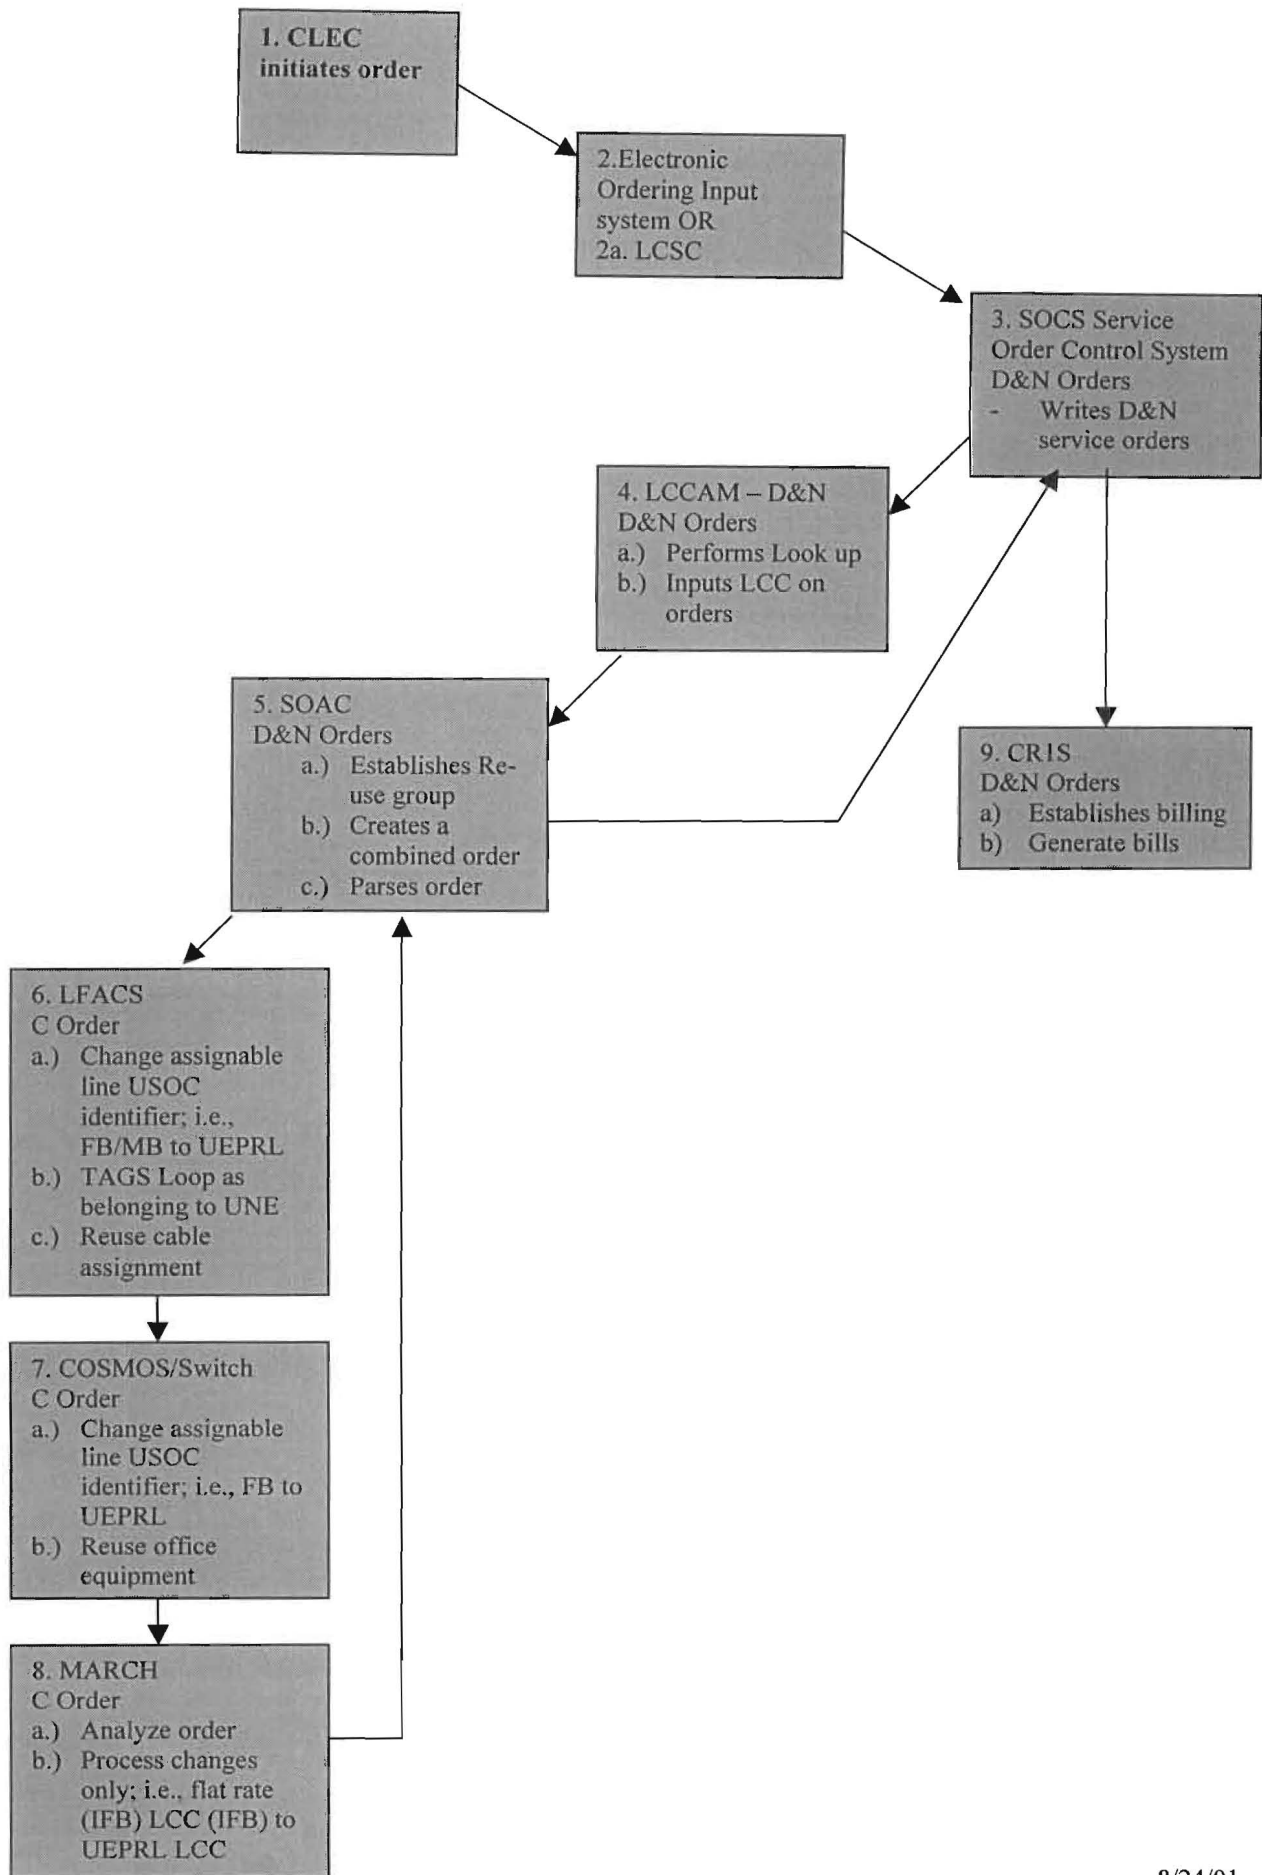 1. CLEC
initiates order
2.Electronic
Ordering Input
system OR
2a. LCSC
3. SOCS Service
Order Control System
D&N Orders
- Writes D&N
service orders
4. LCCAM – D&N
D&N Orders
a.) Performs Look up
b.) Inputs LCC on
orders
5. SOAC
D&N Orders
a.) Establishes Re-
use group
b.) Creates a
combined order
c.) Parses order
9. CRIS
D&N Orders
a) Establishes billing
b) Generate bills
6. LFACS
C Order
a.) Change assignable
line USOC
identifier; i.e.,
FB/MB to UEPRL
b.) TAGS Loop as
belonging to UNE
c.) Reuse cable
assignment
7. COSMOS/Switch
C Order
a.) Change assignable
line USOC
identifier; i.e., FB to
UEPRL
b.) Reuse office
equipment
8. MARCH
C Order
a.) Analyze order
b.) Process changes
only; i.e., flat rate
(IFB) LCC (IFB) to
UEPRL LCC